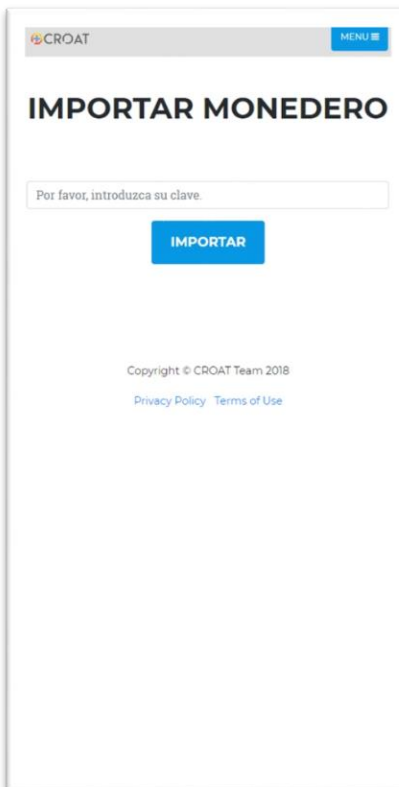 CROAT
MENU
IMPORTAR MONEDERO
Por favor, introduzca su clave.
IMPORTAR
Copyright © CROAT Team 2018
Privacy Policy Terms of Use